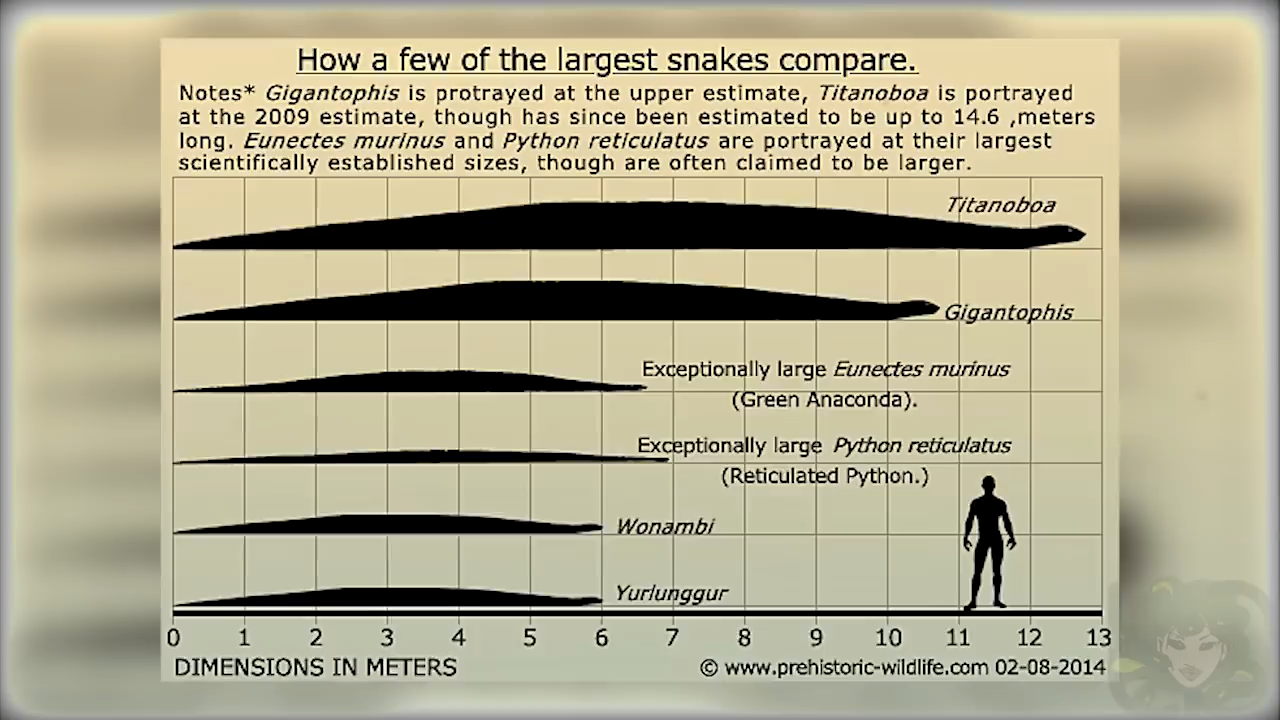 How a few of the largest snakes compare.
Notes* Gigantophis is protrayed at the upper estimate, Titanoboa is portrayed
at the 2009 estimate, though has since been estimated to be up to 14.6 ,meters
long. Eunectes murinus and Python reticulatus are portrayed at their largest
scientifically established sizes, though are often claimed to be larger.
Titanoboa
Gigantophis
Exceptionally large Eunectes murinus
(Green Anaconda).
Exceptionally large Python reticulatus
(Reticulated Python.)
Wonambi
Yurlunggur
0 1 2 3 4 5 6 7 8 9 10 11 12 13
DIMENSIONS IN METERS
© www.prehistoric-wildlife.com 02-08-2014